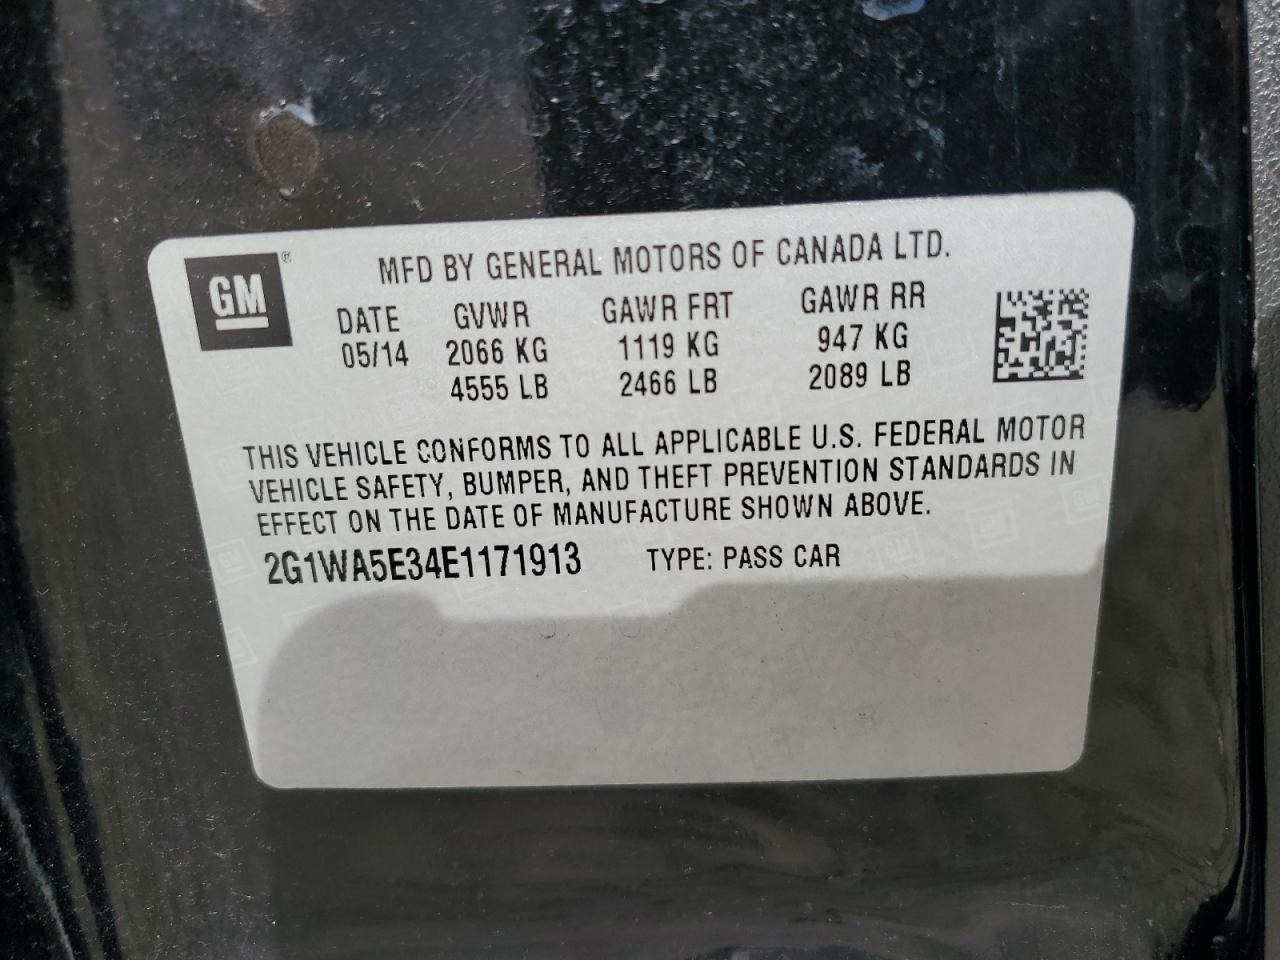 GM®
MFD BY GENERAL MOTORS OF CANADA LTD.
DATE GVWR GAWR FRT GAWR RR
05/14 2066 KG 1119 KG 947 KG
4555 LB 2466 LB 2089 LB
THIS VEHICLE CONFORMS TO ALL APPLICABLE U.S. FEDERAL MOTOR
VEHICLE SAFETY, BUMPER, AND THEFT PREVENTION STANDARDS IN
EFFECT ON THE DATE OF MANUFACTURE SHOWN ABOVE.
2G1WA5E34E1171913 TYPE: PASS CAR